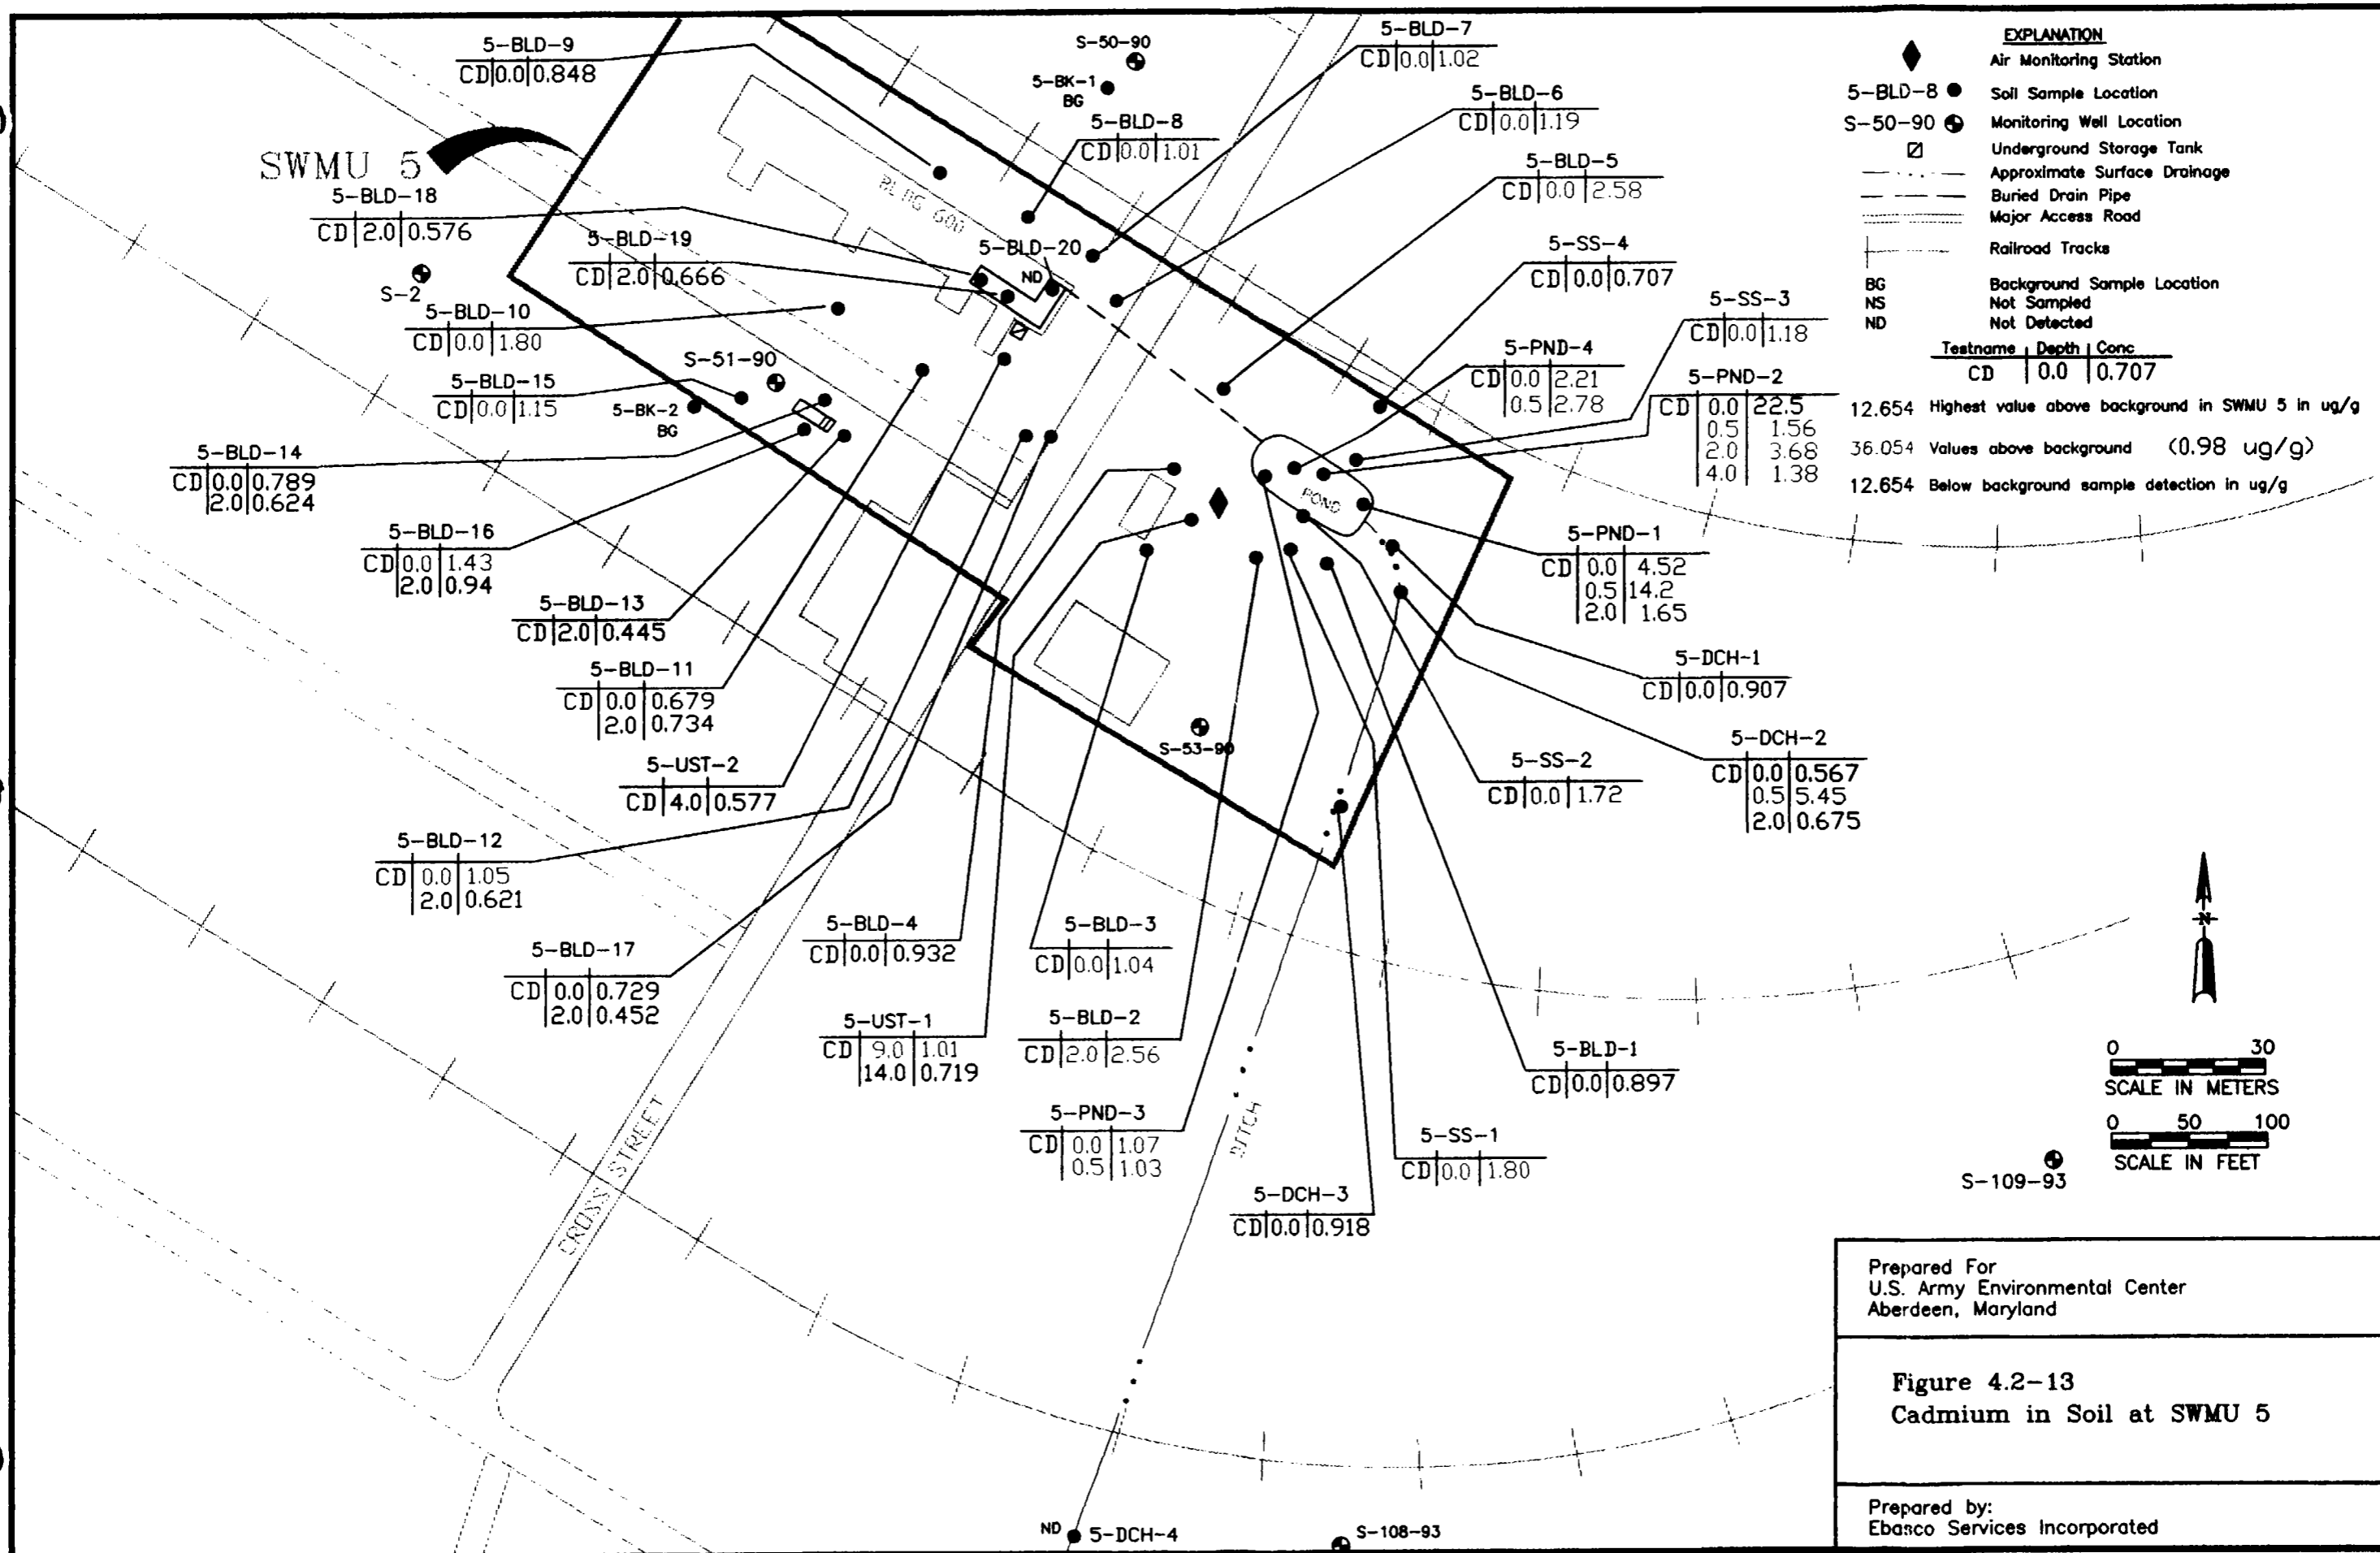 5-BLD-9
CD 0.0 0.848
SWMU 5
5-BLD-18
CD 2.0 0.576
S-2
5-BLD-19
CD 2.0 0.666
5-BLD-10
CD 0.0 1.80
S-51-90
5-BLD-15
CD 0.0 1.15
5-BK-2
BG
5-BLD-14
CD 0.0 0.789
2.0 0.624
5-BLD-16
CD 0.0 1.43
2.0 0.94
5-BLD-13
CD 2.0 0.445
5-BLD-11
CD 0.0 0.679
2.0 0.734
5-UST-2
CD 4.0 0.577
5-BLD-12
CD 0.0 1.05
2.0 0.621
5-BLD-17
CD 0.0 0.729
2.0 0.452
S-50-90
5-BK-1
BG
5-BLD-8
CD 0.0 1.01
BLDG 600
5-BLD-20
ND
5-BLD-7
CD 0.0 1.02
5-BLD-6
CD 0.0 1.19
5-BLD-5
CD 0.0 2.58
5-SS-4
CD 0.0 0.707
5-SS-3
CD 0.0 1.18
5-PND-4
CD 0.0 2.21
0.5 2.78
5-PND-2
CD 0.0 22.5
0.5 1.56
2.0 3.68
4.0 1.38
POND
5-PND-1
CD 0.0 4.52
0.5 14.2
2.0 1.65
5-DCH-1
CD 0.0 0.907
5-DCH-2
CD 0.0 0.567
0.5 5.45
2.0 0.675
5-SS-2
CD 0.0 1.72
S-53-90
5-BLD-4
CD 0.0 0.932
5-BLD-3
CD 0.0 1.04
5-UST-1
CD 9.0 1.01
14.0 0.719
5-BLD-2
CD 2.0 2.56
5-BLD-1
CD 0.0 0.897
5-PND-3
CD 0.0 1.07
0.5 1.03
5-SS-1
CD 0.0 1.80
5-DCH-3
CD 0.0 0.918
DITCH
CROSS STREET
ND 5-DCH-4
S-108-93
S-109-93
EXPLANATION
Air Monitoring Station
5-BLD-8 Soil Sample Location
S-50-90 Monitoring Well Location
Underground Storage Tank
Approximate Surface Drainage
Buried Drain Pipe
Major Access Road
Railroad Tracks
BG Background Sample Location
NS Not Sampled
ND Not Detected
Testname Depth Conc
CD 0.0 0.707
12.654 Highest value above background in SWMU 5 in ug/g
36.054 Values above background (0.98 ug/g)
12.654 Below background sample detection in ug/g
N
0 30
SCALE IN METERS
0 50 100
SCALE IN FEET
Prepared For
U.S. Army Environmental Center
Aberdeen, Maryland
Figure 4.2-13
Cadmium in Soil at SWMU 5
Prepared by:
Ebasco Services Incorporated